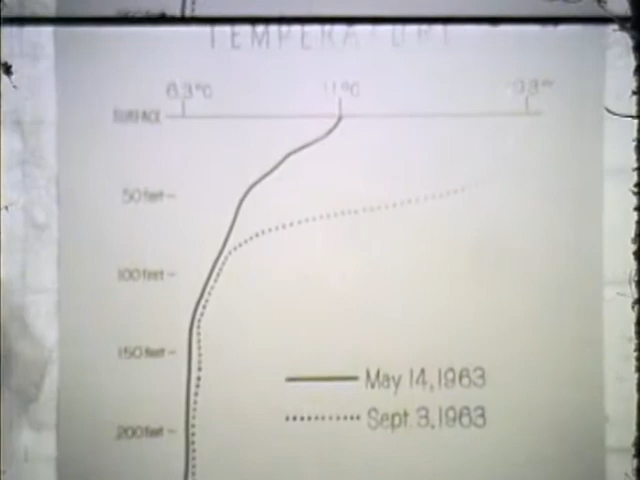 TEMPERATURE
6.3°C 11°C
SURFACE
50 feet
100 feet
150 feet
May 14, 1963
Sept. 3, 1963
200 feet